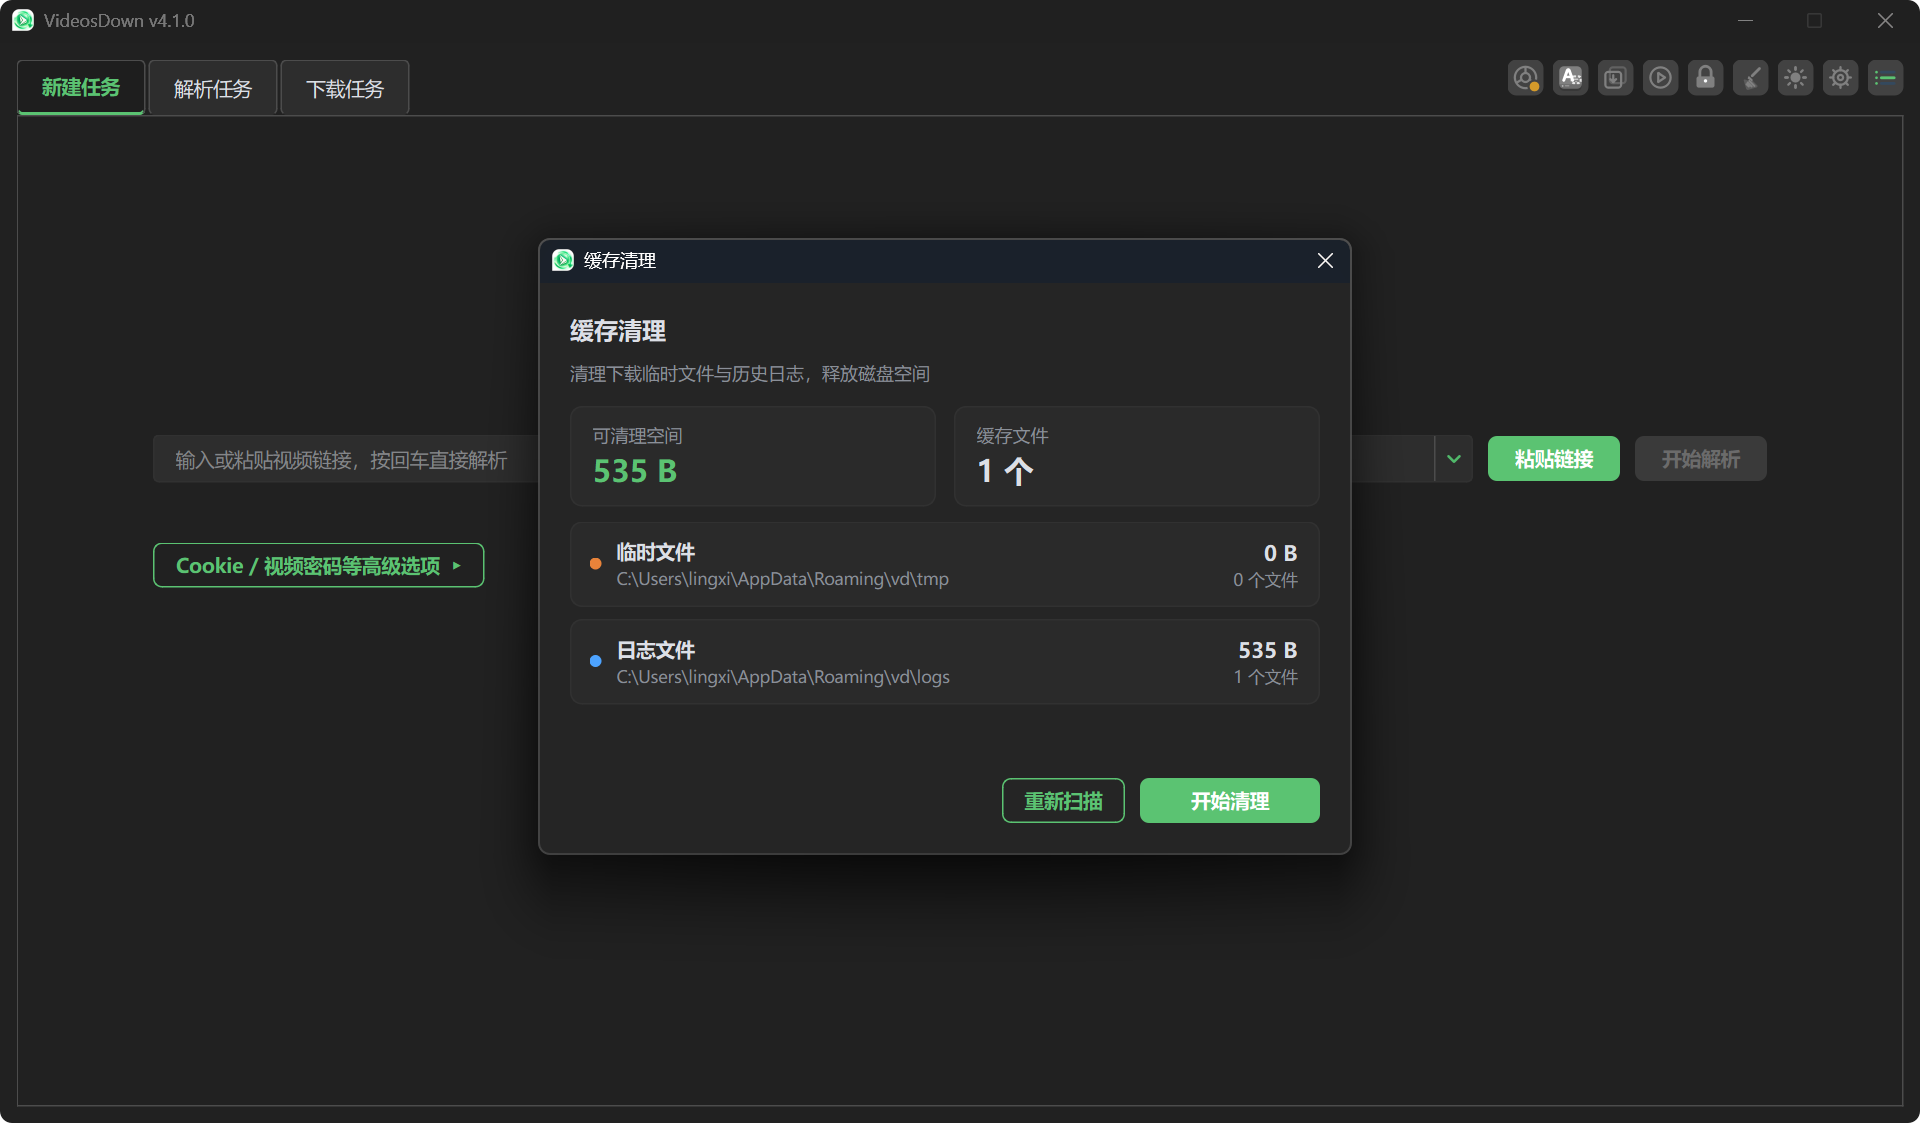 VideosDown v4.1.0
新建任务
解析任务
下载任务
输入或粘贴视频链接，按回车直接解析
粘贴链接
开始解析
Cookie / 视频密码等高级选项
缓存清理
缓存清理
清理下载临时文件与历史日志，释放磁盘空间
可清理空间
535 B
缓存文件
1 个
临时文件
0 B
C:\Users\lingxi\AppData\Roaming\vd\tmp
0 个文件
日志文件
535 B
C:\Users\lingxi\AppData\Roaming\vd\logs
1 个文件
重新扫描
开始清理